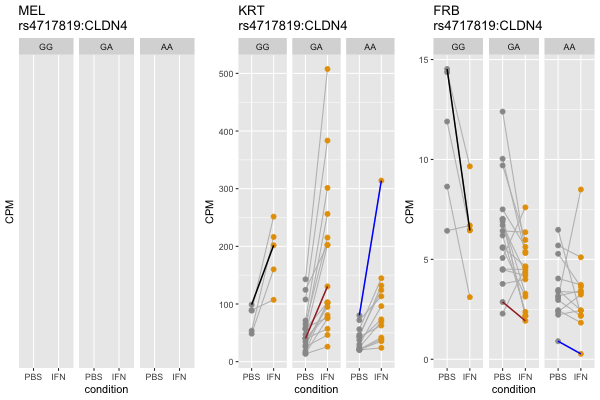 MEL
rs4717819:CLDN4
GG GA AA
CPM
PBS IFN PBS IFN PBS IFN
condition
KRT
rs4717819:CLDN4
GG GA AA
500
400
300
200
100
0
CPM
PBS IFN PBS IFN PBS IFN
condition
FRB
rs4717819:CLDN4
GG GA AA
15
10
5
0
CPM
PBS IFN PBS IFN PBS IFN
condition